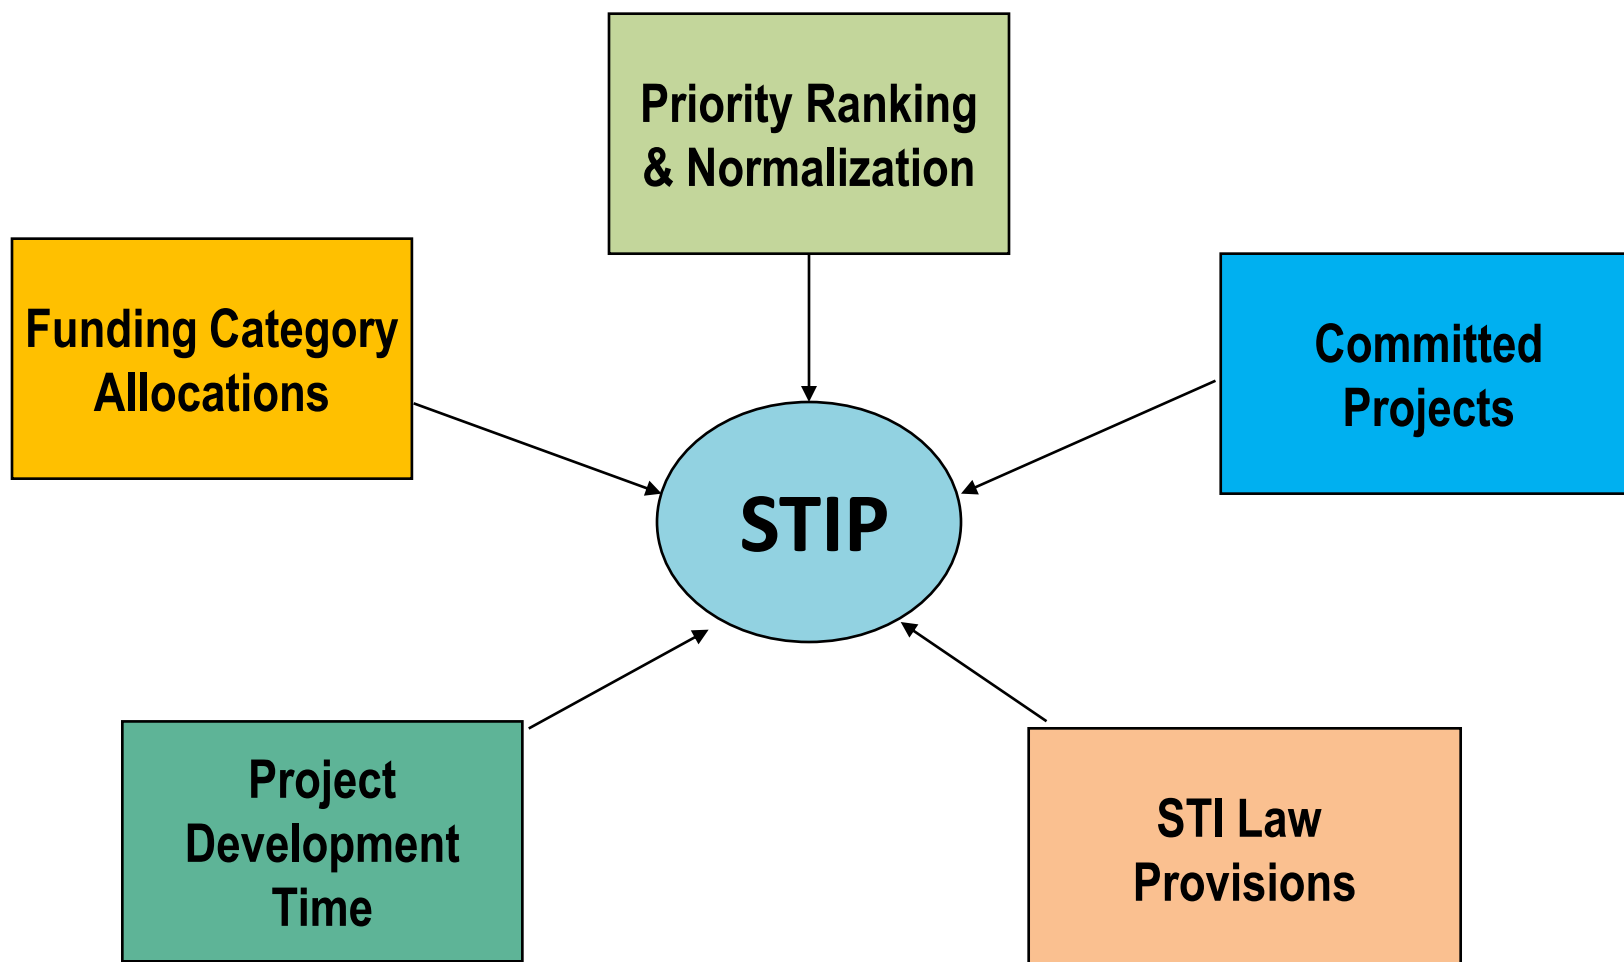 Priority Ranking
& Normalization
Funding Category
Allocations
Committed
Projects
STIP
Project
Development
Time
STI Law
Provisions